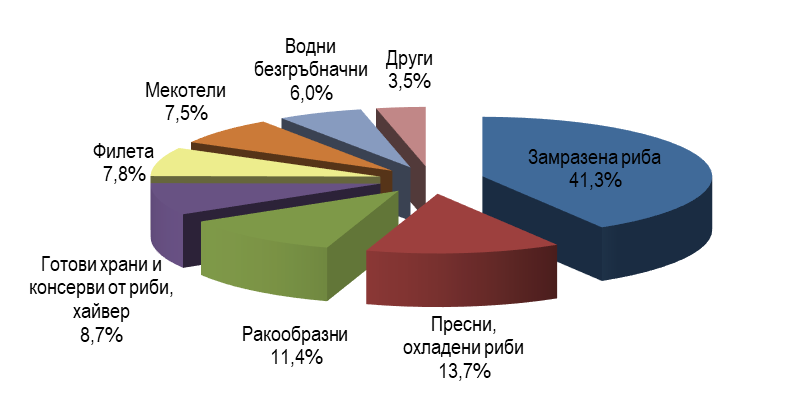 Водни
безгръбначни
6,0%
Други
3,5%
Мекотели
7,5%
Филета
7,8%
Замразена риба
41,3%
Готови храни и
консерви от риби,
хайвер
8,7%
Ракообразни
11,4%
Пресни,
охладени риби
13,7%